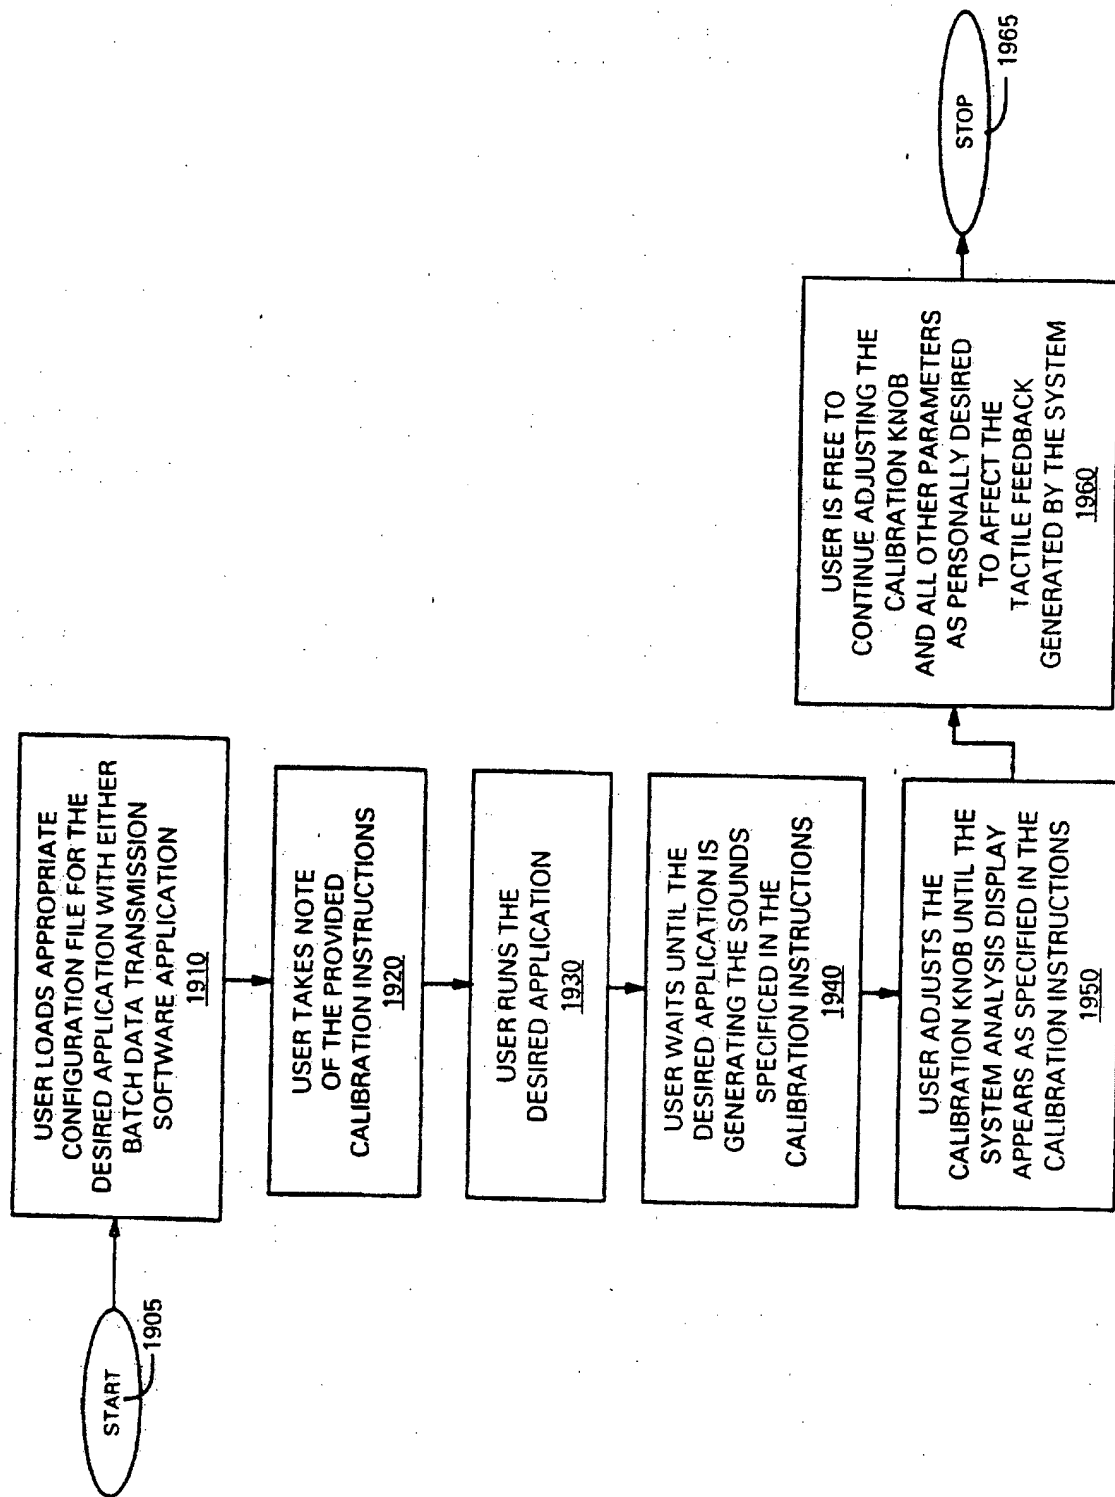 START
1905
USER LOADS APPROPRIATE
CONFIGURATION FILE FOR THE
DESIRED APPLICATION WITH EITHER
BATCH DATA TRANSMISSION
SOFTWARE APPLICATION
1910
USER TAKES NOTE
OF THE PROVIDED
CALIBRATION INSTRUCTIONS
1920
USER RUNS THE
DESIRED APPLICATION
1930
USER WAITS UNTIL THE
DESIRED APPLICATION IS
GENERATING THE SOUNDS
SPECIFICED IN THE
CALIBRATION INSTRUCTIONS
1940
USER ADJUSTS THE
CALIBRATION KNOB UNTIL THE
SYSTEM ANALYSIS DISPLAY
APPEARS AS SPECIFIED IN THE
CALIBRATION INSTRUCTIONS
1950
USER IS FREE TO
CONTINUE ADJUSTING THE
CALIBRATION KNOB
AND ALL OTHER PARAMETERS
AS PERSONALLY DESIRED
TO AFFECT THE
TACTILE FEEDBACK
GENERATED BY THE SYSTEM
1960
STOP
1965